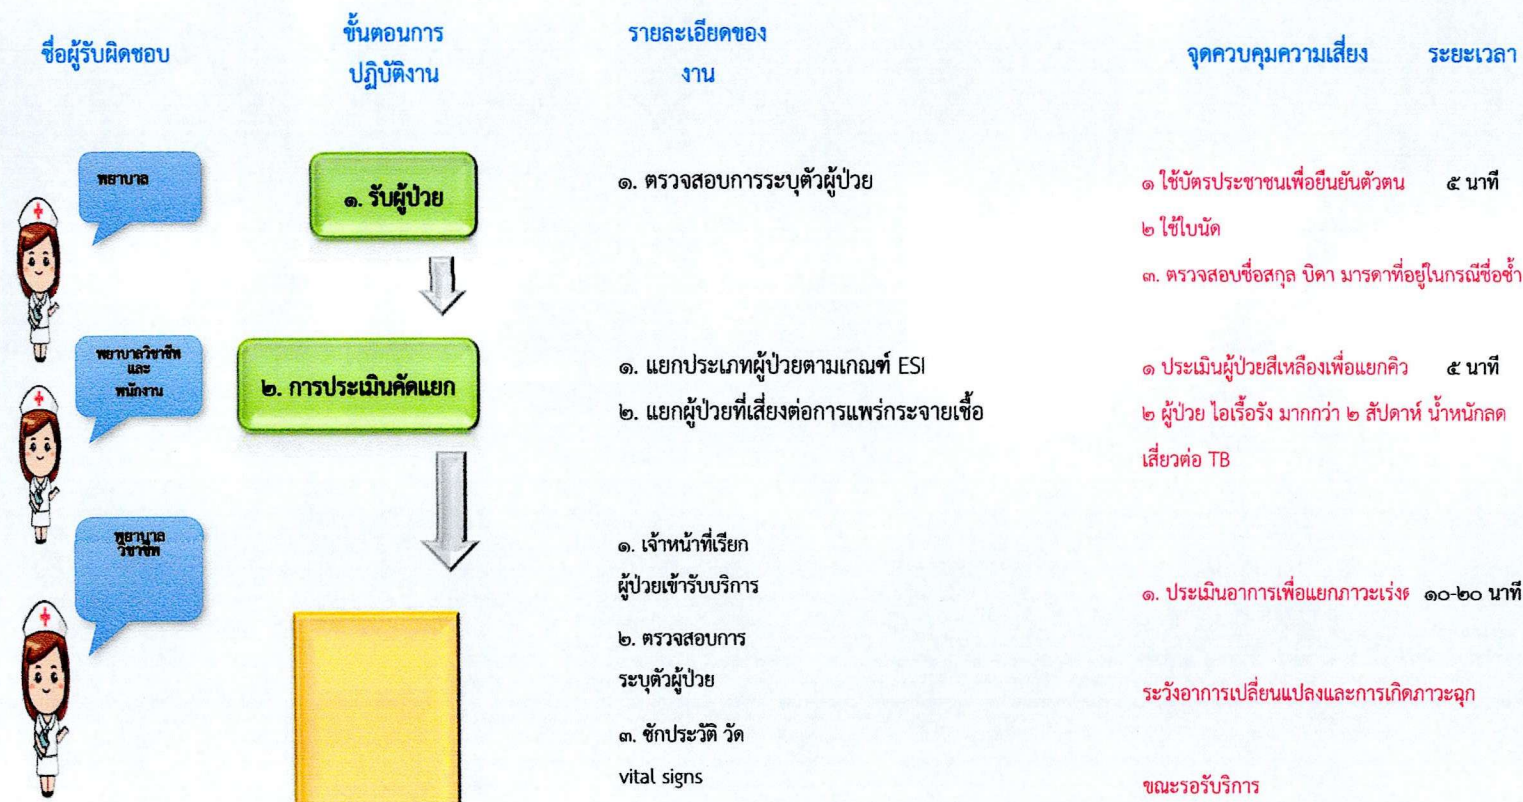 ชื่อผู้รับผิดชอบ
ขั้นตอนการ
ปฏิบัติงาน
รายละเอียดของ
งาน
จุดควบคุมความเสี่ยง
ระยะเวลา
พยาบาล
๑. รับผู้ป่วย
๑. ตรวจสอบการระบุตัวผู้ป่วย
๑ ใช้บัตรประชาชนเพื่อยืนยันตัวตน
๕ นาที
๒ ใช้ใบนัด
๓. ตรวจสอบชื่อสกุล บิดา มารดาที่อยู่ในกรณีชื่อซ้ำ
พยาบาลวิชาชีพ
และ
พนักงาน
๒. การประเมินคัดแยก
๑. แยกประเภทผู้ป่วยตามเกณฑ์ ESI
๒. แยกผู้ป่วยที่เสี่ยงต่อการแพร่กระจายเชื้อ
๑ ประเมินผู้ป่วยสีเหลืองเพื่อแยกคิว
๕ นาที
๒ ผู้ป่วย ไอเรื้อรัง มากกว่า ๒ สัปดาห์ น้ำหนักลด
เสี่ยวต่อ TB
พยาบาล
วิชาชีพ
๑. เจ้าหน้าที่เรียก
ผู้ป่วยเข้ารับบริการ
๒. ตรวจสอบการ
ระบุตัวผู้ป่วย
๓. ซักประวัติ วัด
vital signs
๑. ประเมินอาการเพื่อแยกภาวะเร่งด
๑๐-๒๐ นาที
ระวังอาการเปลี่ยนแปลงและการเกิดภาวะฉุก
ขณะรอรับบริการ